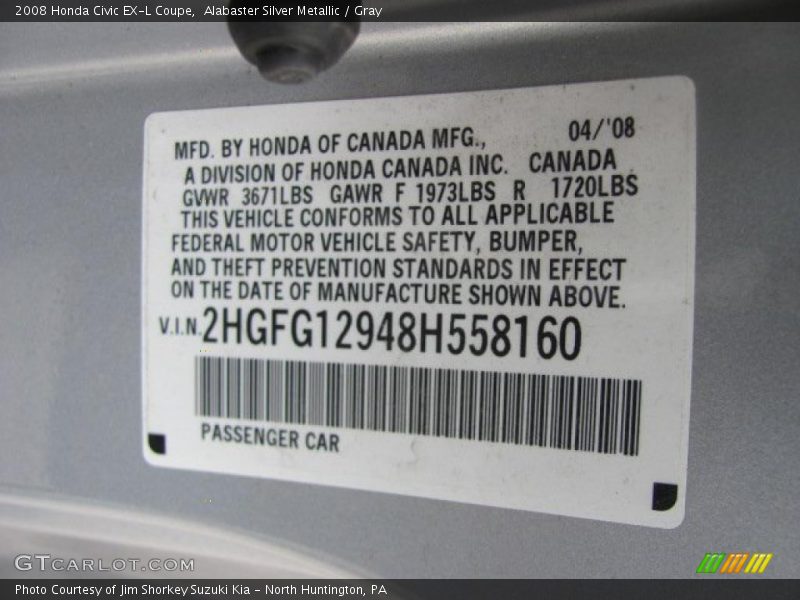 2008 Honda Civic EX-L Coupe, Alabaster Silver Metallic / Gray
MFD. BY HONDA OF CANADA MFG., 04/'08
A DIVISION OF HONDA CANADA INC. CANADA
GVWR 3671LBS GAWR F 1973LBS R 1720LBS
THIS VEHICLE CONFORMS TO ALL APPLICABLE
FEDERAL MOTOR VEHICLE SAFETY, BUMPER,
AND THEFT PREVENTION STANDARDS IN EFFECT
ON THE DATE OF MANUFACTURE SHOWN ABOVE.
V.I.N. 2HGFG12948H558160
PASSENGER CAR
GTCARLOT.COM
Photo Courtesy of Jim Shorkey Suzuki Kia - North Huntington, PA